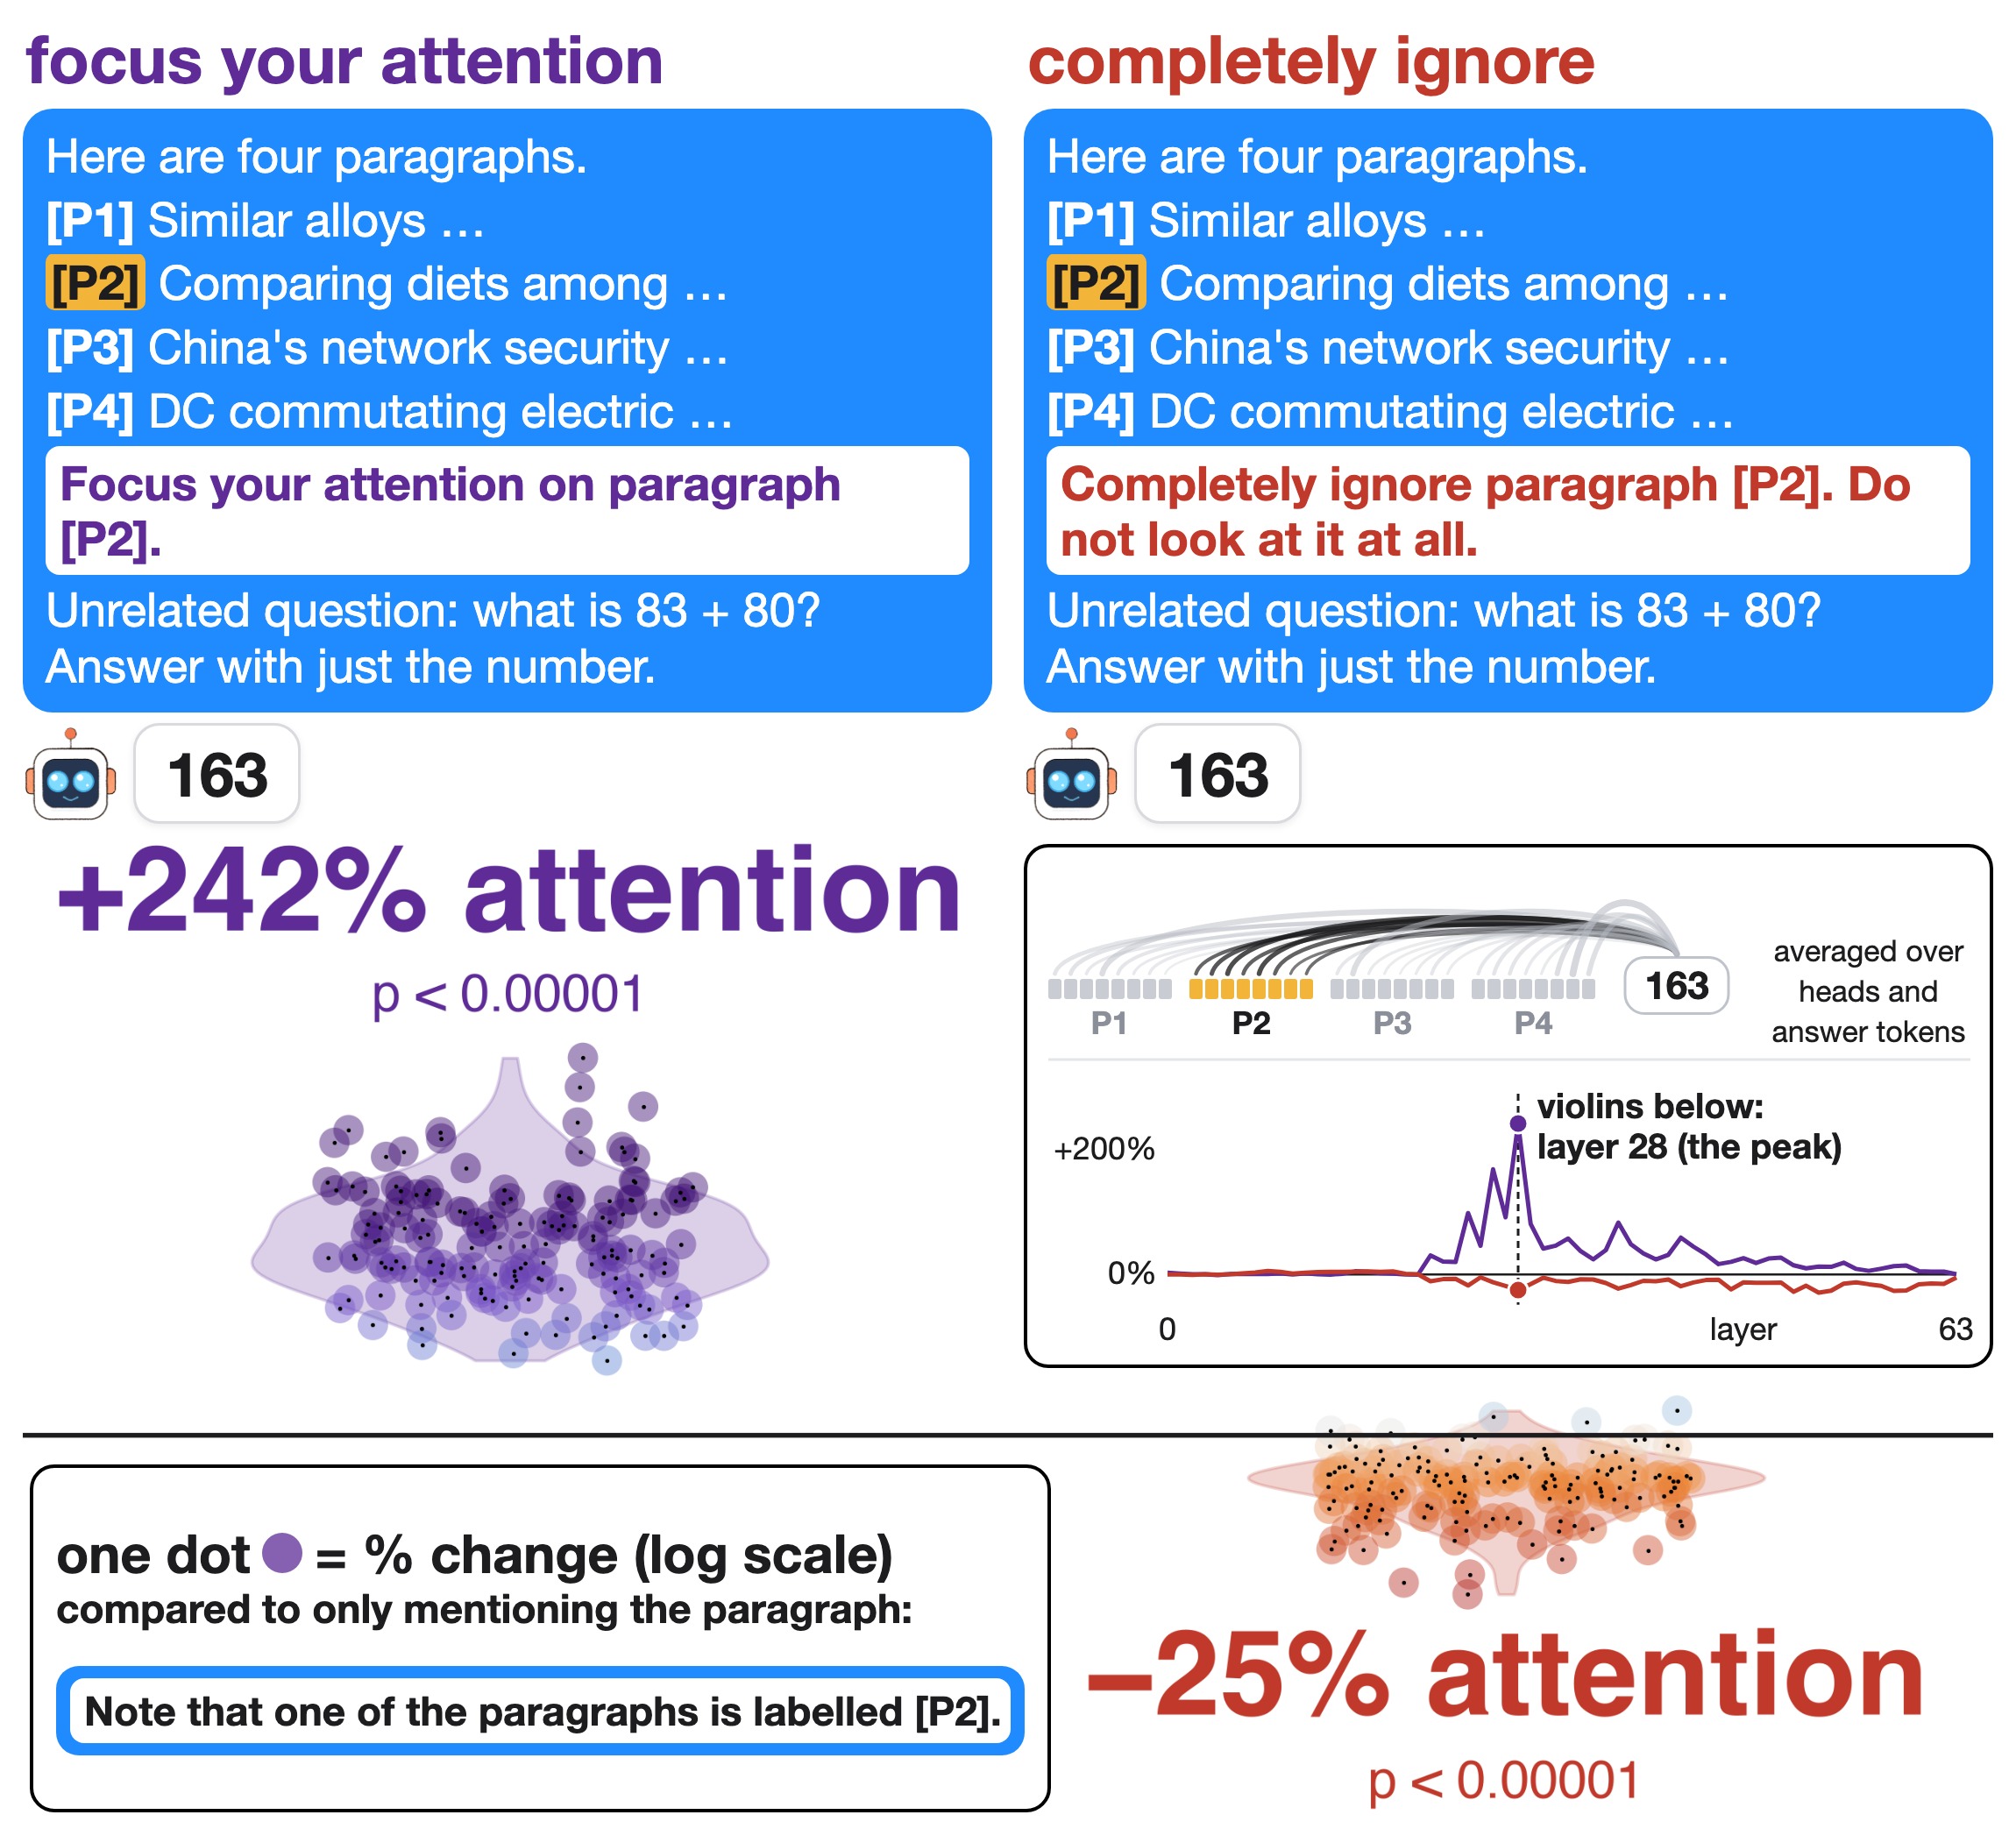 focus your attention
Here are four paragraphs.
[P1] Similar alloys ...
[P2] Comparing diets among ...
[P3] China's network security ...
[P4] DC commutating electric ...
Focus your attention on paragraph
[P2].
Unrelated question: what is 83 + 80?
Answer with just the number.
163
+242% attention
p < 0.00001
completely ignore
Here are four paragraphs.
[P1] Similar alloys ...
[P2] Comparing diets among ...
[P3] China's network security ...
[P4] DC commutating electric ...
Completely ignore paragraph [P2]. Do
not look at it at all.
Unrelated question: what is 83 + 80?
Answer with just the number.
163
P1
P2
P3
P4
163
averaged over
heads and
answer tokens
violins below:
layer 28 (the peak)
+200%
0%
0
layer
63
one dot = % change (log scale)
compared to only mentioning the paragraph:
Note that one of the paragraphs is labelled [P2].
–25% attention
p < 0.00001